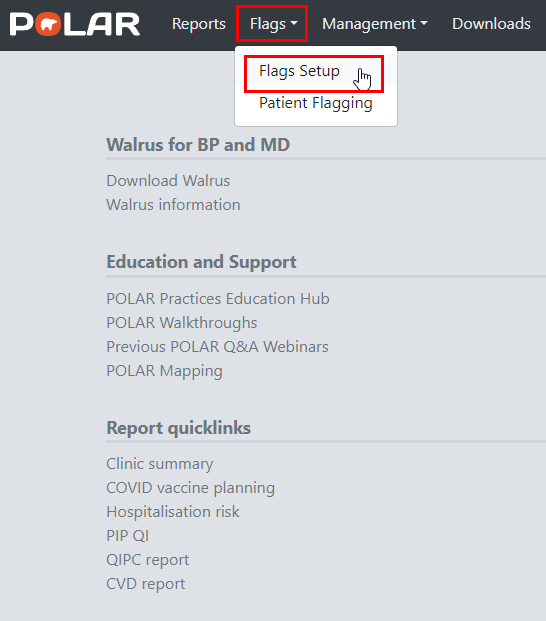 POLAR Reports Flags Management Downloads
Flags Setup
Patient Flagging
Walrus for BP and MD
Download Walrus
Walrus information
Education and Support
POLAR Practices Education Hub
POLAR Walkthroughs
Previous POLAR Q&A Webinars
POLAR Mapping
Report quicklinks
Clinic summary
COVID vaccine planning
Hospitalisation risk
PIP QI
QIPC report
CVD report